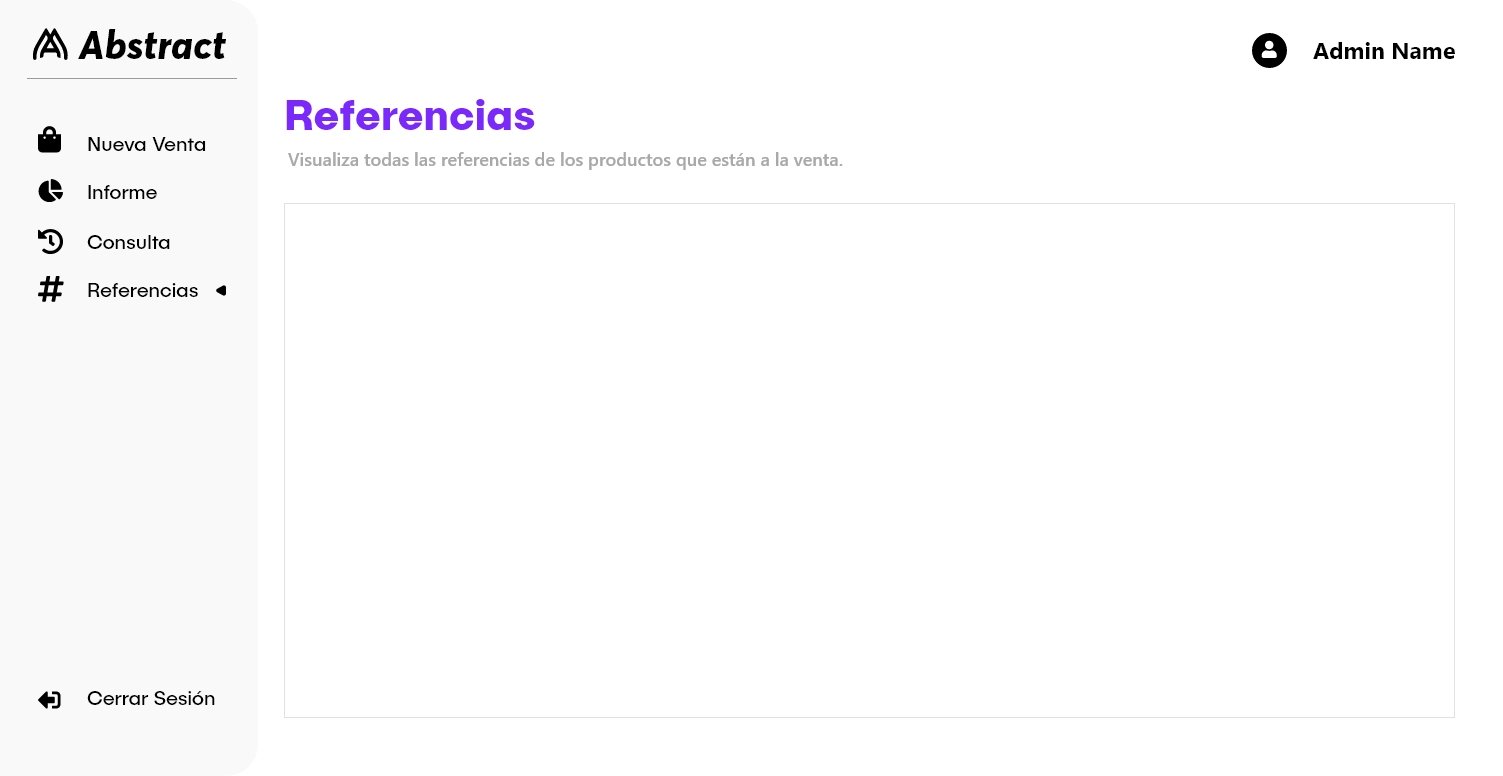 Abstract
Nueva Venta
Informe
Consulta
Referencias
Cerrar Sesión
Admin Name
Referencias
Visualiza todas las referencias de los productos que están a la venta.